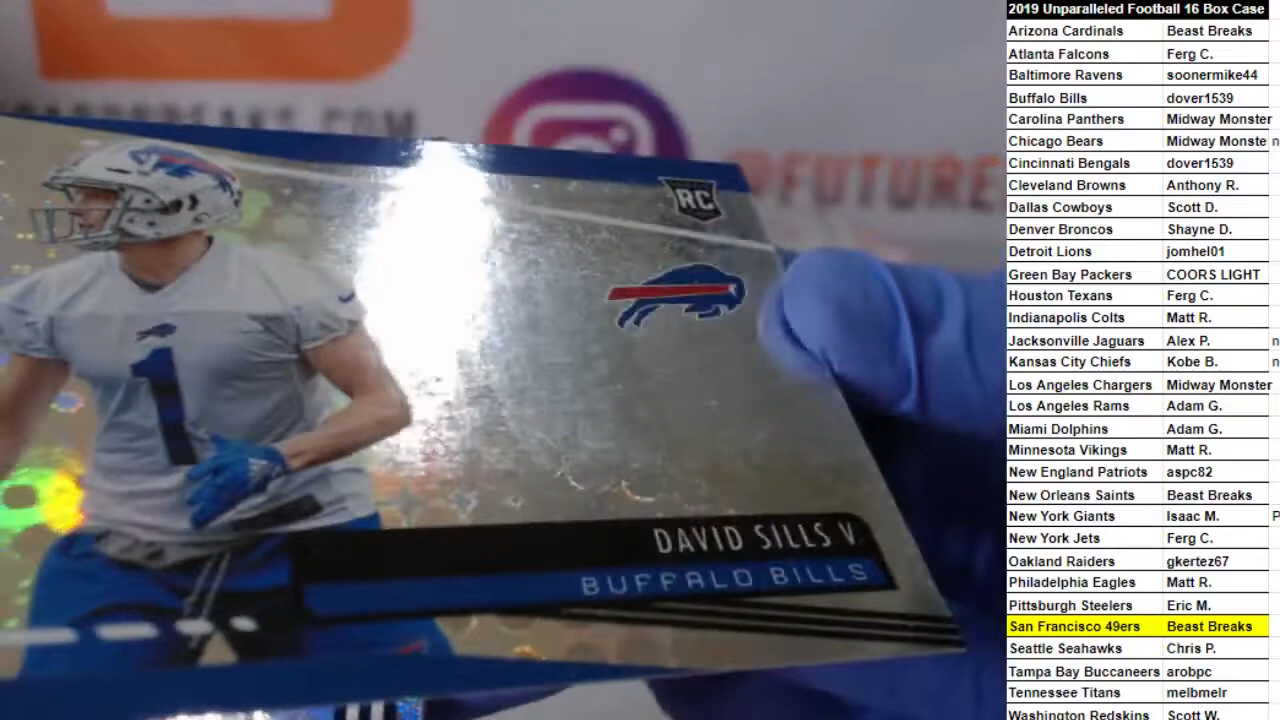 ARDBREAKS.COM
@FUTURE
RC
1
DAVID SILLS V
BUFFALO BILLS
2019 Unparalleled Football 16 Box Case
Arizona Cardinals Beast Breaks
Atlanta Falcons Ferg C.
Baltimore Ravens soonermike44
Buffalo Bills dover1539
Carolina Panthers Midway Monster
Chicago Bears Midway Monste n
Cincinnati Bengals dover1539
Cleveland Browns Anthony R.
Dallas Cowboys Scott D.
Denver Broncos Shayne D.
Detroit Lions jomhel01
Green Bay Packers COORS LIGHT
Houston Texans Ferg C.
Indianapolis Colts Matt R.
Jacksonville Jaguars Alex P. n
Kansas City Chiefs Kobe B. n
Los Angeles Chargers Midway Monster
Los Angeles Rams Adam G.
Miami Dolphins Adam G.
Minnesota Vikings Matt R.
New England Patriots aspc82
New Orleans Saints Beast Breaks
New York Giants Isaac M. P
New York Jets Ferg C.
Oakland Raiders gkertez67
Philadelphia Eagles Matt R.
Pittsburgh Steelers Eric M.
San Francisco 49ers Beast Breaks
Seattle Seahawks Chris P.
Tampa Bay Buccaneers arobpc
Tennessee Titans melbmelr
Washington Redskins Scott W.